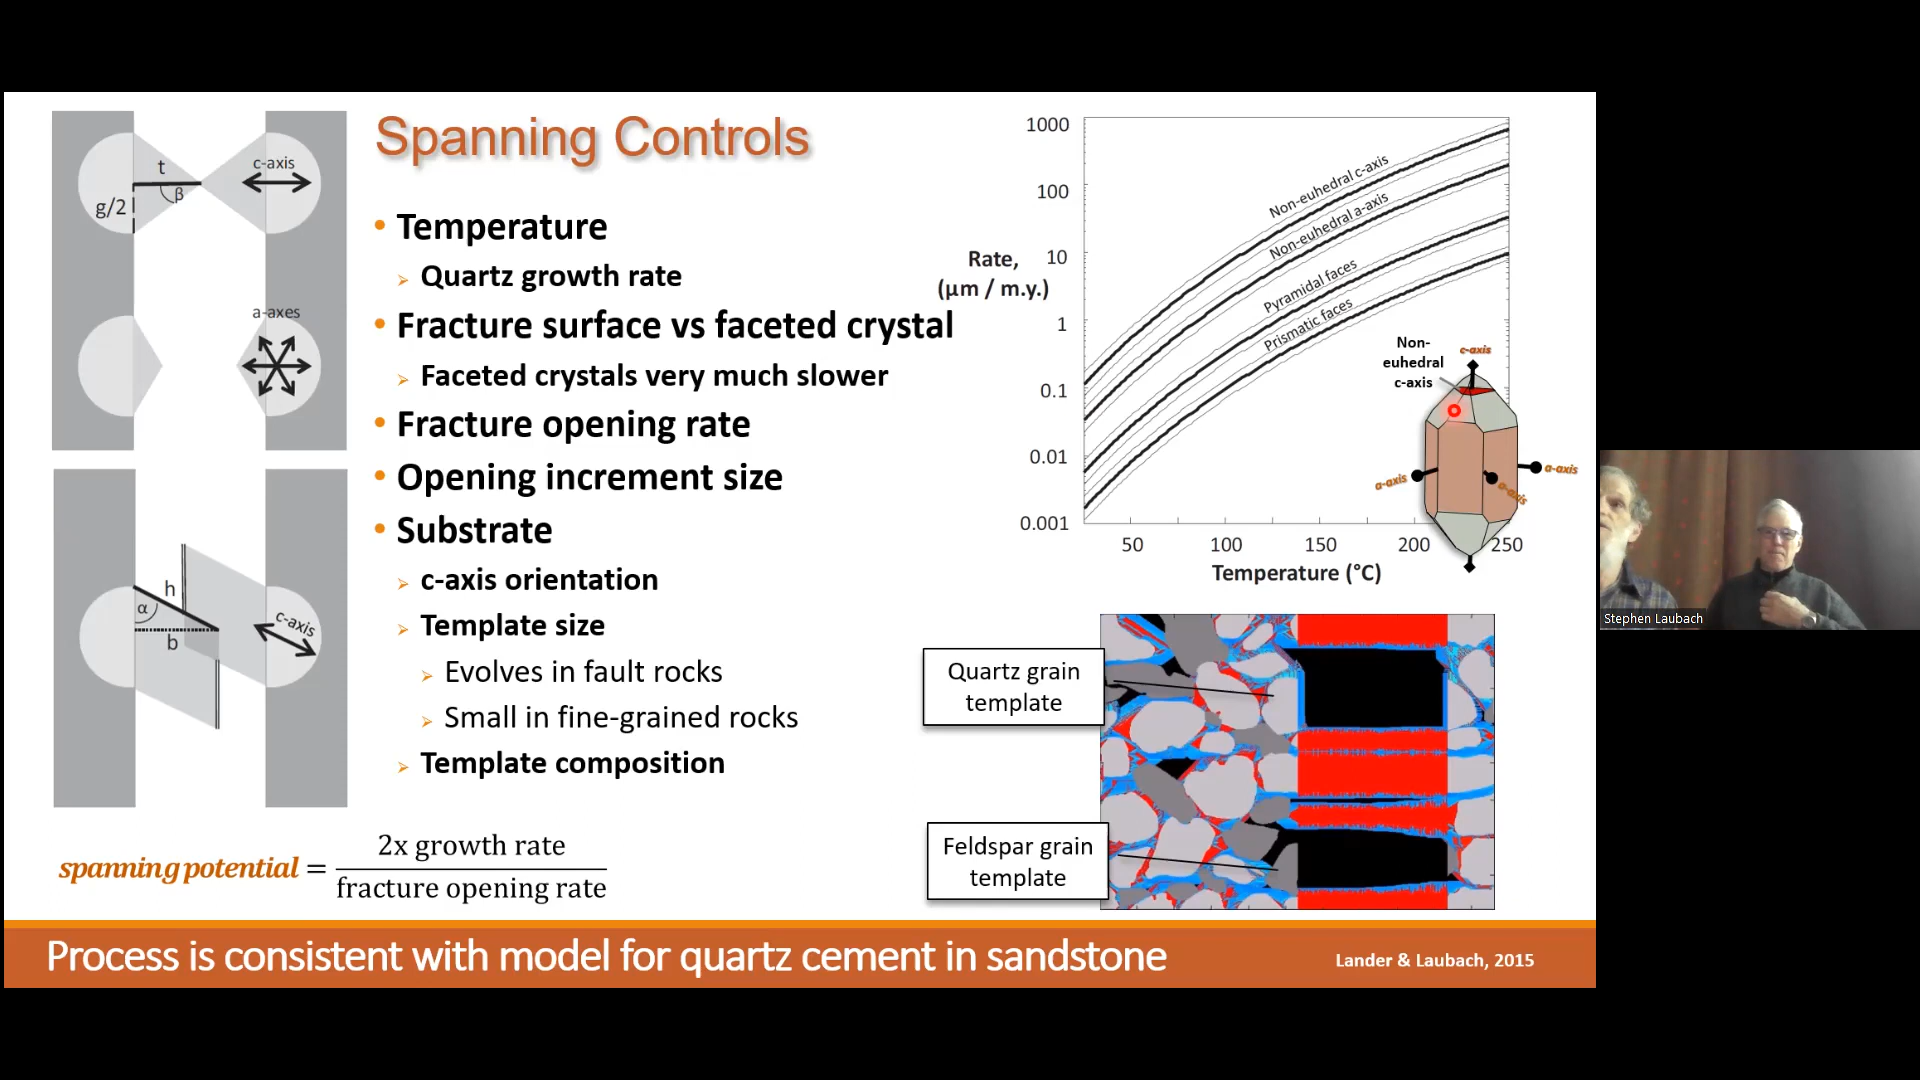 Spanning Controls
• Temperature
➢ Quartz growth rate
• Fracture surface vs faceted crystal
➢ Faceted crystals very much slower
• Fracture opening rate
• Opening increment size
• Substrate
➢ c-axis orientation
➢ Template size
➢ Evolves in fault rocks
➢ Small in fine-grained rocks
➢ Template composition
t
c-axis
β
g/2
a-axes
h
α
b
c-axis
spanning potential = 2x growth rate
fracture opening rate
1000
100
10
1
0.1
0.01
0.001
Rate,
(μm / m.y.)
Non-euhedral c-axis
Non-euhedral a-axis
Pyramidal faces
Prismatic faces
50 100 150 200 250
Temperature (°C)
Non-
euhedral
c-axis
c-axis
a-axis
a-axis
a-axis
Quartz grain
template
Feldspar grain
template
Process is consistent with model for quartz cement in sandstone
Lander & Laubach, 2015
Stephen Laubach